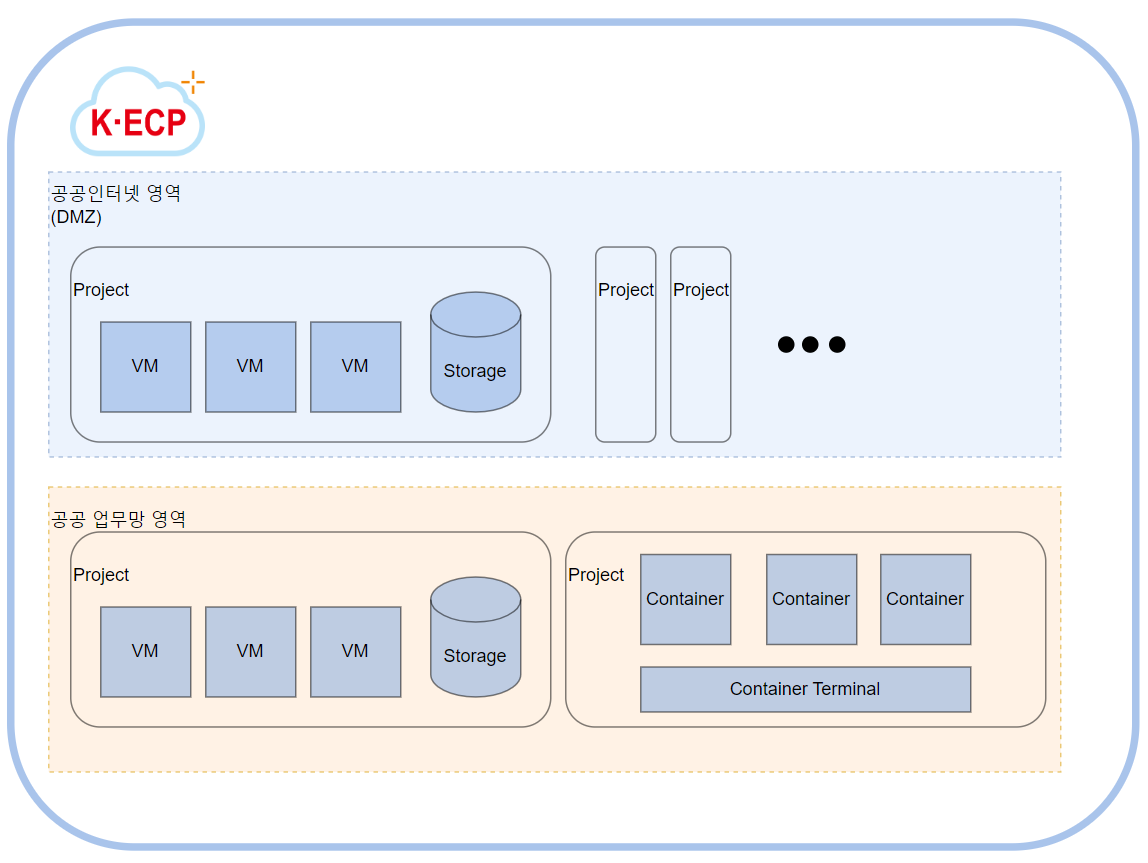 K·ECP
공공인터넷 영역
(DMZ)
Project
VM
VM
VM
Storage
Project
Project
공공 업무망 영역
Project
VM
VM
VM
Storage
Project
Container
Container
Container
Container Terminal